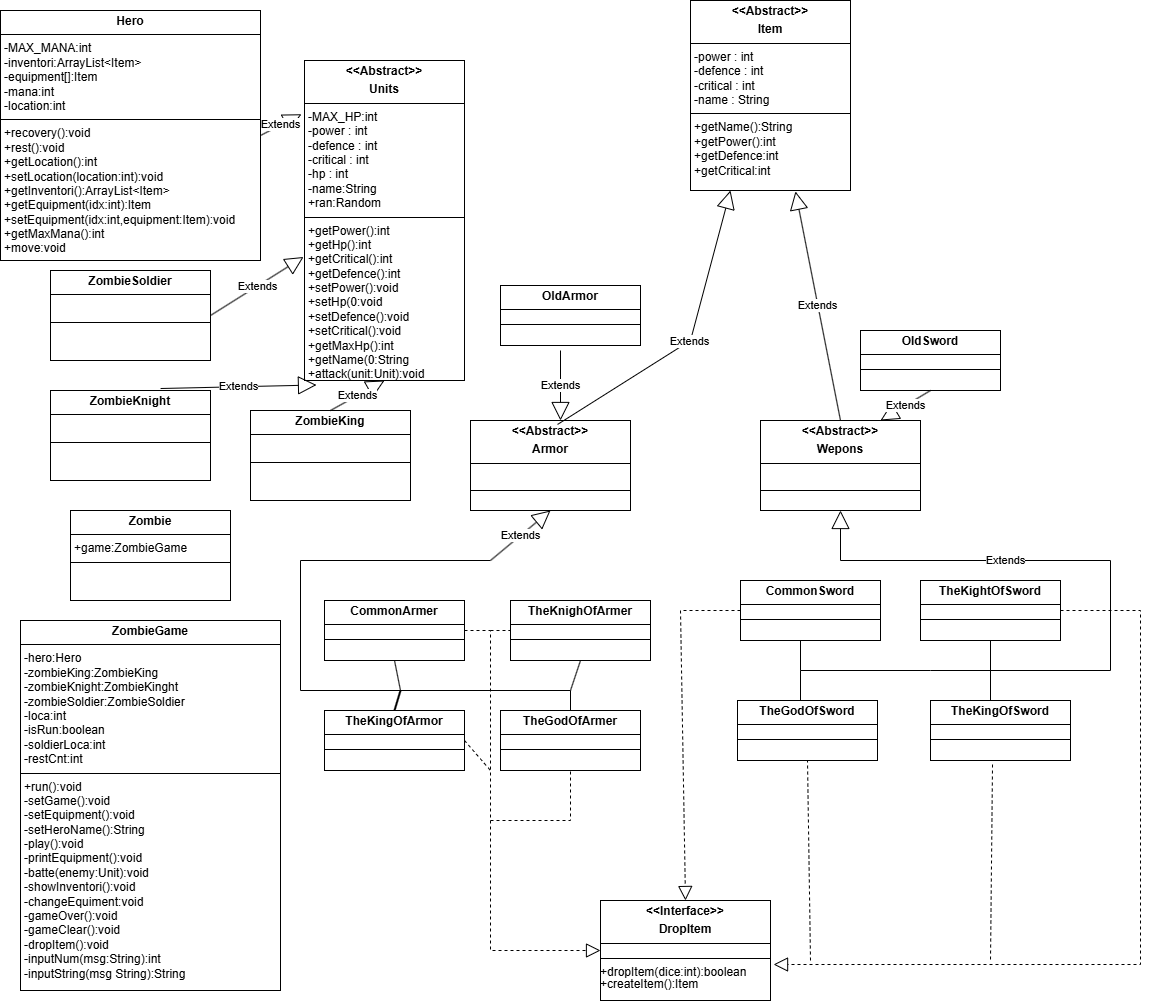 Hero
-MAX_MANA:int
-inventori:ArrayList<Item>
-equipment[]:Item
-mana:int
-location:int
+recovery():void
+rest():void
+getLocation():int
+setLocation(location:int):void
+getInventori():ArrayList<Item>
+getEquipment(idx:int):Item
+setEquipment(idx:int,equipment:Item):void
+getMaxMana():int
+move:void
Extends
<<Abstract>>
Units
-MAX_HP:int
-power : int
-defence : int
-critical : int
-hp : int
-name:String
+ran:Random
+getPower():int
+getHp():int
+getCritical():int
+getDefence():int
+setPower():void
+setHp(0:void
+setDefence():void
+setCritical():void
+getMaxHp():int
+getName(0:String
+attack(unit:Unit):void
<<Abstract>>
Item
-power : int
-defence : int
-critical : int
-name : String
+getName():String
+getPower():int
+getDefence:int
+getCritical:int
ZombieSoldier
Extends
ZombieKnight
Extends
ZombieKing
Extends
OldArmor
Extends
Extends
Extends
OldSword
Extends
<<Abstract>>
Armor
<<Abstract>>
Wepons
Zombie
+game:ZombieGame
Extends
Extends
CommonArmer
TheKnighOfArmer
CommonSword
TheKightOfSword
TheKingOfArmor
TheGodOfArmer
TheGodOfSword
TheKingOfSword
ZombieGame
-hero:Hero
-zombieKing:ZombieKing
-zombieKnight:ZombieKinght
-zombieSoldier:ZombieSoldier
-loca:int
-isRun:boolean
-soldierLoca:int
-restCnt:int
+run():void
-setGame():void
-setEquipment():void
-setHeroName():String
-play():void
-printEquipment():void
-batte(enemy:Unit):void
-showInventori():void
-changeEquiment:void
-gameOver():void
-gameClear():void
-dropItem():void
-inputNum(msg:String):int
-inputString(msg String):String
<<Interface>>
DropItem
+dropItem(dice:int):boolean
+createItem():Item